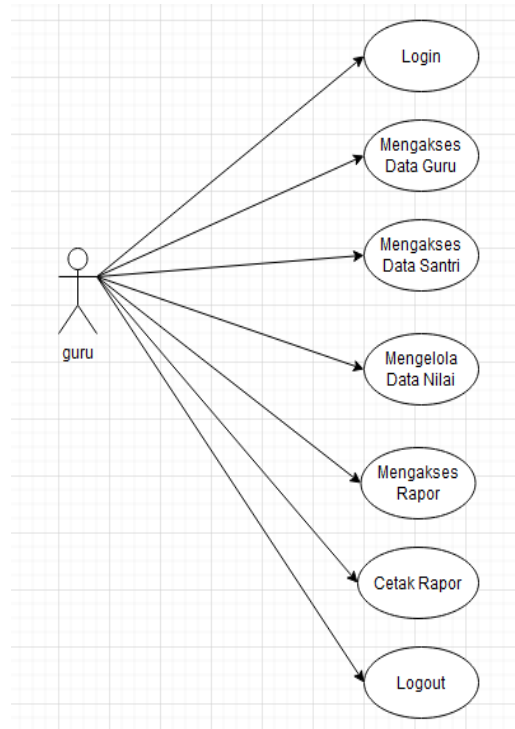 Login
Mengakses
Data Guru
Mengakses
Data Santri
guru
Mengelola
Data Nilai
Mengakses
Rapor
Cetak Rapor
Logout